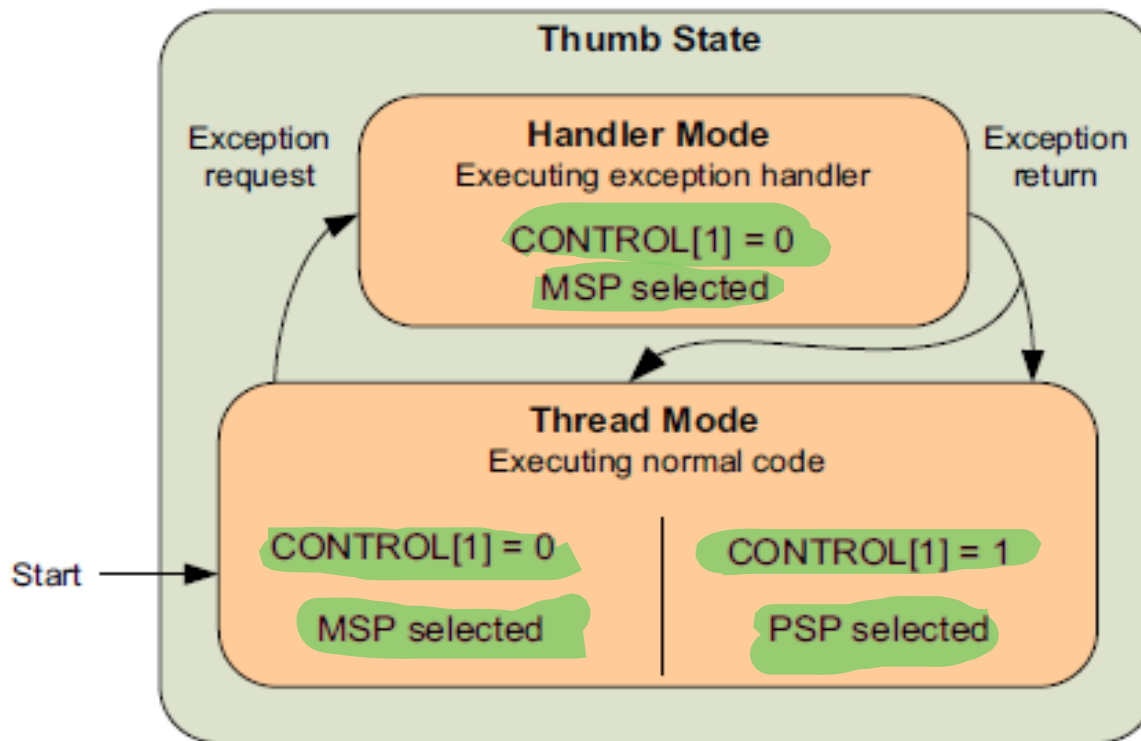 Thumb State
Exception
request
Handler Mode
Executing exception handler
CONTROL[1] = 0
MSP selected
Exception
return
Thread Mode
Executing normal code
Start
CONTROL[1] = 0
MSP selected
CONTROL[1] = 1
PSP selected